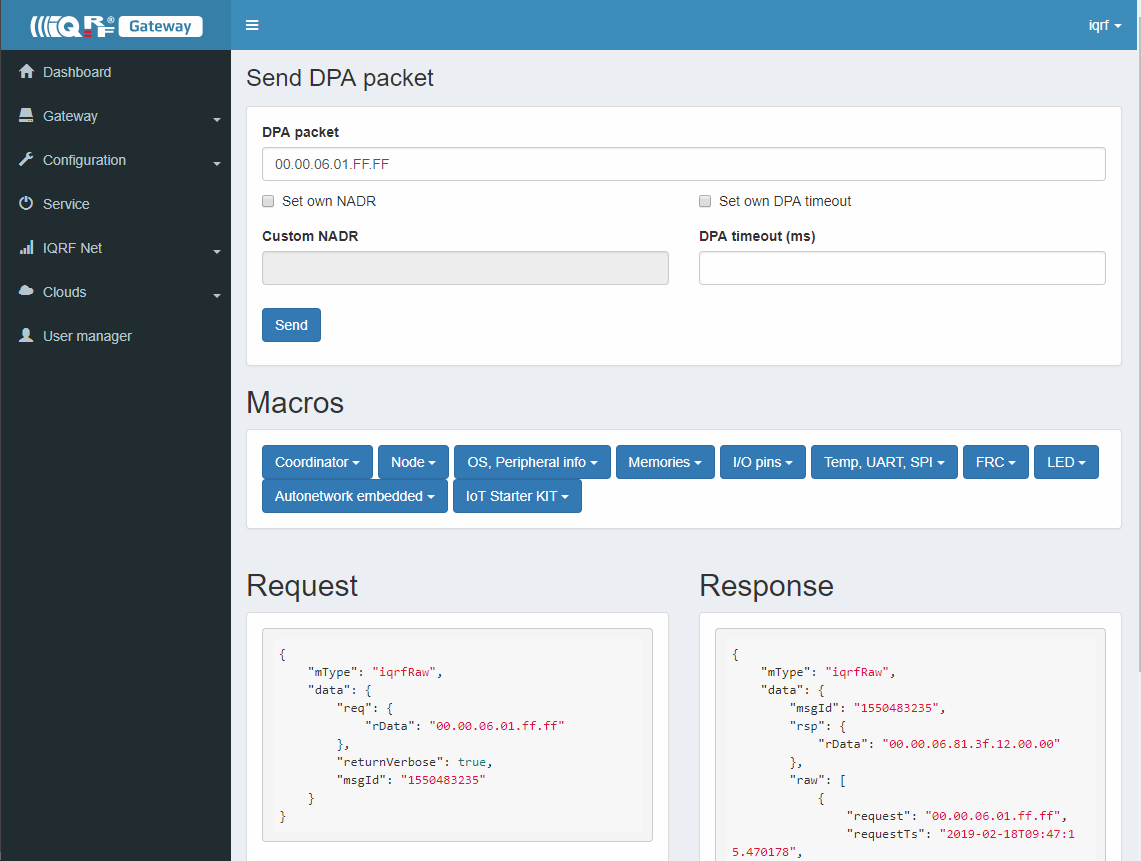 IQRF® Gateway
iqrf
Dashboard
Gateway
Configuration
Service
IQRF Net
Clouds
User manager
Send DPA packet
DPA packet
00.00.06.01.FF.FF
Set own NADR
Set own DPA timeout
Custom NADR
DPA timeout (ms)
Send
Macros
Coordinator
Node
OS, Peripheral info
Memories
I/O pins
Temp, UART, SPI
FRC
LED
Autonetwork embedded
IoT Starter KIT
Request
{
"mType": "iqrfRaw",
"data": {
"req": {
"rData": "00.00.06.01.ff.ff"
},
"returnVerbose": true,
"msgId": "1550483235"
}
}
Response
{
"mType": "iqrfRaw",
"data": {
"msgId": "1550483235",
"rsp": {
"rData": "00.00.06.81.3f.12.00.00"
},
"raw": [
{
"request": "00.00.06.01.ff.ff",
"requestTs": "2019-02-18T09:47:1
5.470178",